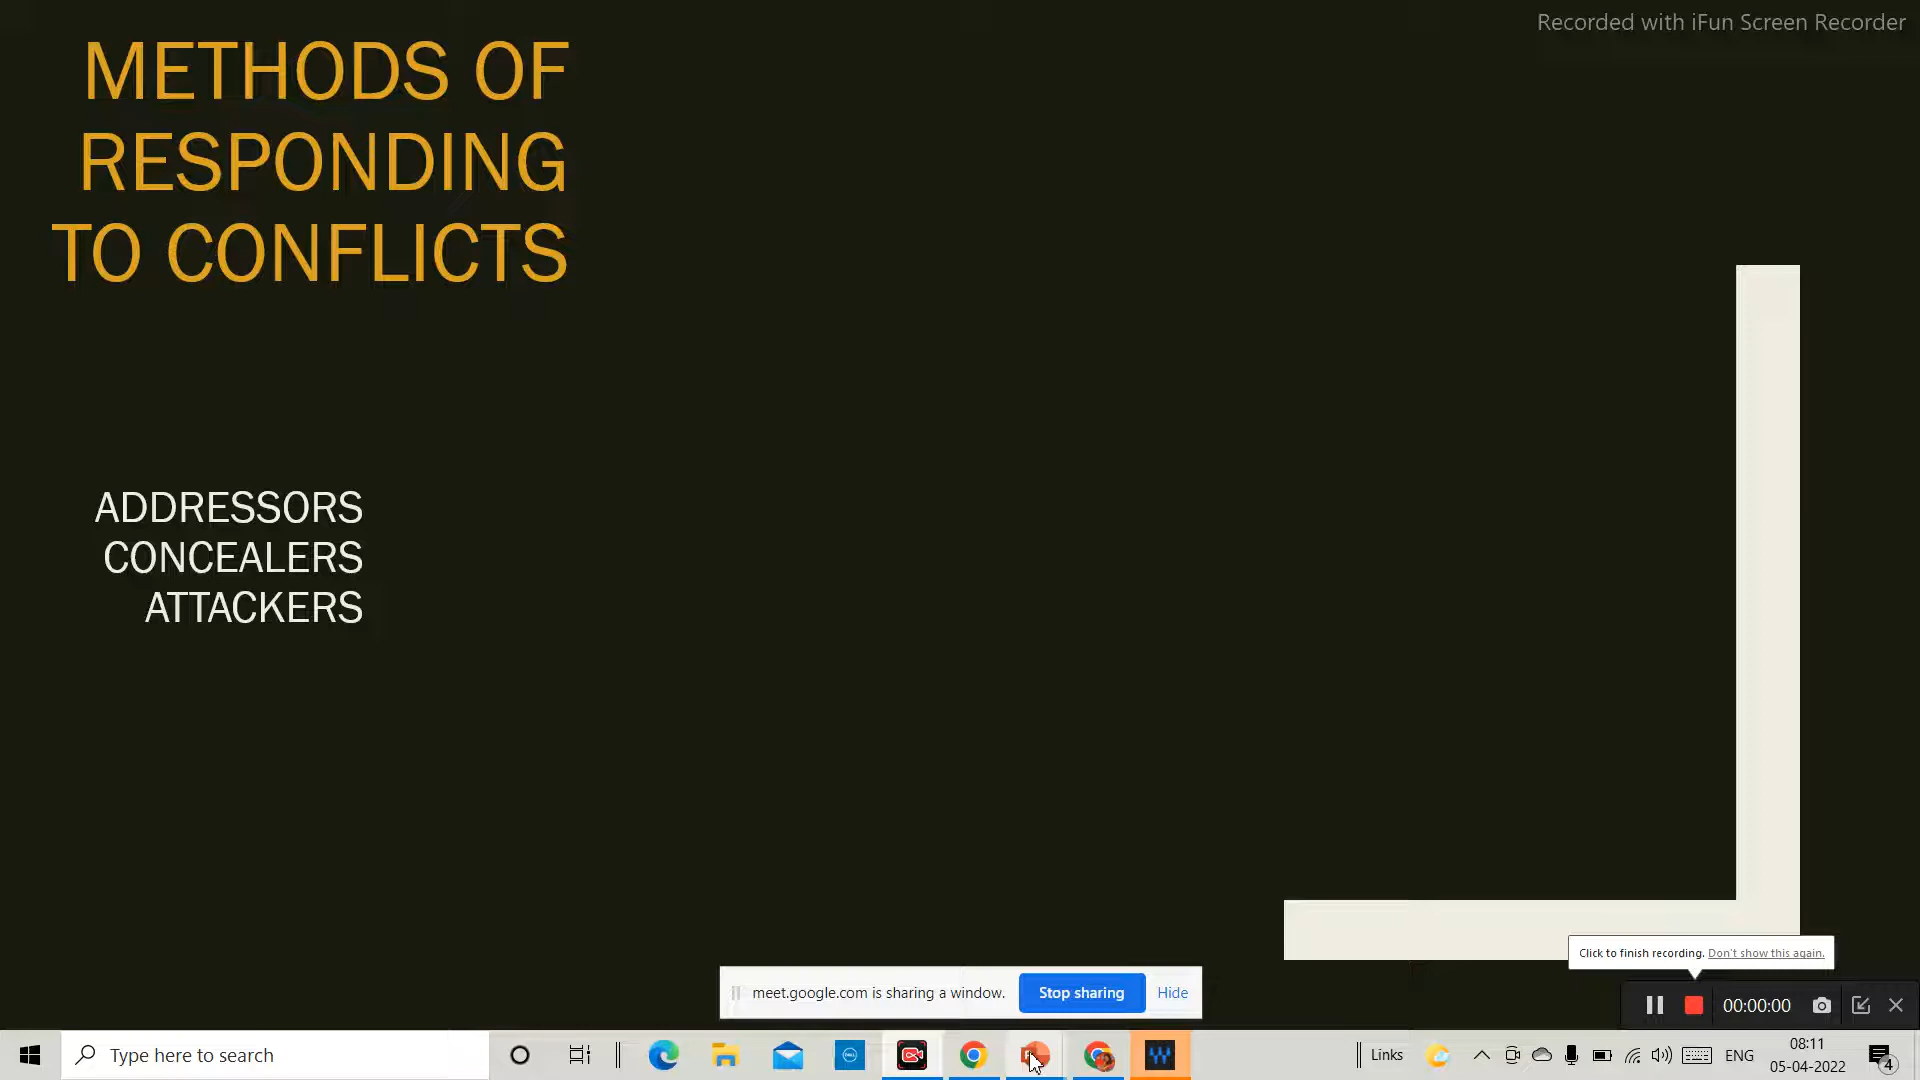 Recorded with iFun Screen Recorder
METHODS OF
RESPONDING
TO CONFLICTS
ADDRESSORS
CONCEALERS
ATTACKERS
Click to finish recording. Don't show this again.
meet.google.com is sharing a window. Stop sharing Hide
00:00:00
Type here to search
DELL
Links
ENG
08:11
05-04-2022
4